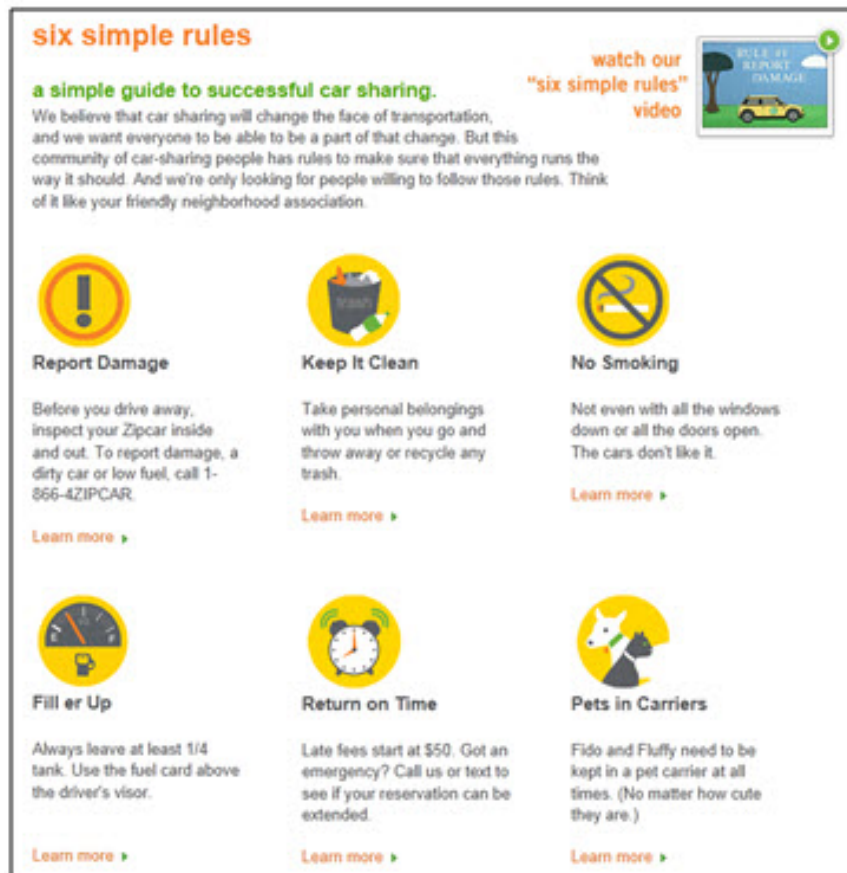 six simple rules
watch our
"six simple rules"
video
RULE #1
REPORT
DAMAGE
a simple guide to successful car sharing.
We believe that car sharing will change the face of transportation,
and we want everyone to be able to be a part of that change. But this
community of car-sharing people has rules to make sure that everything runs the
way it should. And we're only looking for people willing to follow those rules. Think
of it like your friendly neighborhood association.
trash
Report Damage
Before you drive away,
inspect your Zipcar inside
and out. To report damage, a
dirty car or low fuel, call 1-
866-4ZIPCAR.
Learn more
Keep It Clean
Take personal belongings
with you when you go and
throw away or recycle any
trash.
Learn more
No Smoking
Not even with all the windows
down or all the doors open.
The cars don't like it.
Learn more
Fill er Up
Always leave at least 1/4
tank. Use the fuel card above
the driver's visor.
Learn more
Return on Time
Late fees start at $50. Got an
emergency? Call us or text to
see if your reservation can be
extended.
Learn more
Pets in Carriers
Fido and Fluffy need to be
kept in a pet carrier at all
times. (No matter how cute
they are.)
Learn more